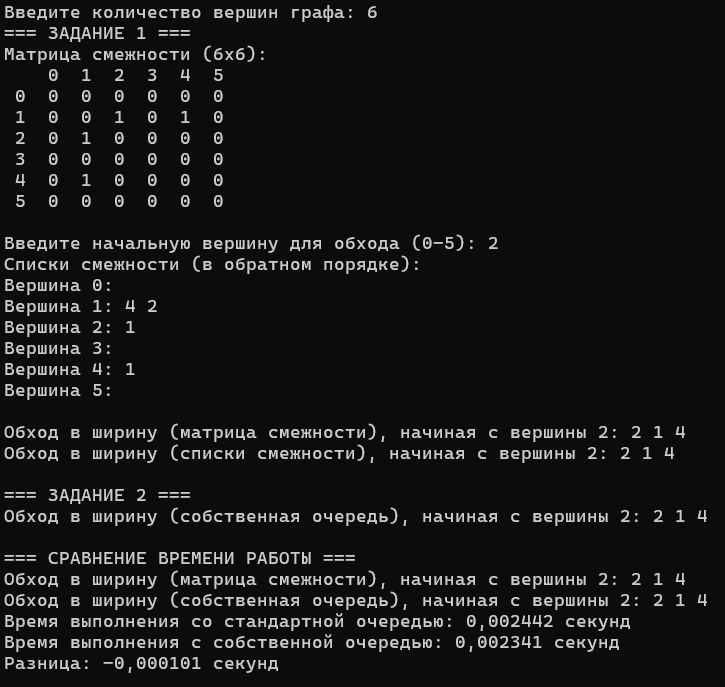 Введите количество вершин графа: 6
=== ЗАДАНИЕ 1 ===
Матрица смежности (6x6):
    0  1  2  3  4  5
 0  0  0  0  0  0  0
 1  0  0  1  0  1  0
 2  0  1  0  0  0  0
 3  0  0  0  0  0  0
 4  0  1  0  0  0  0
 5  0  0  0  0  0  0
Введите начальную вершину для обхода (0-5): 2
Списки смежности (в обратном порядке):
Вершина 0:
Вершина 1: 4 2
Вершина 2: 1
Вершина 3:
Вершина 4: 1
Вершина 5:
Обход в ширину (матрица смежности), начиная с вершины 2: 2 1 4
Обход в ширину (списки смежности), начиная с вершины 2: 2 1 4
=== ЗАДАНИЕ 2 ===
Обход в ширину (собственная очередь), начиная с вершины 2: 2 1 4
=== СРАВНЕНИЕ ВРЕМЕНИ РАБОТЫ ===
Обход в ширину (матрица смежности), начиная с вершины 2: 2 1 4
Обход в ширину (собственная очередь), начиная с вершины 2: 2 1 4
Время выполнения со стандартной очередью: 0,002442 секунд
Время выполнения с собственной очередью: 0,002341 секунд
Разница: -0,000101 секунд